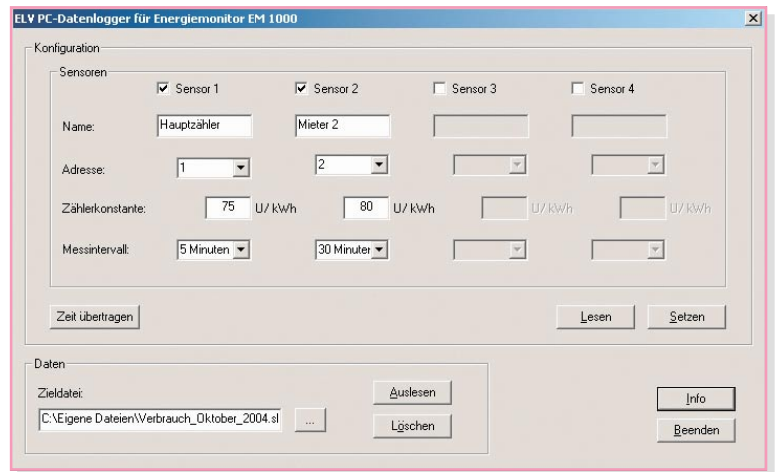 ELV PC-Datenlogger für Energiemonitor EM 1000
Konfiguration
Sensoren
Sensor 1 Sensor 2 Sensor 3 Sensor 4
Name: Hauptzähler Mieter 2
Adresse: 1 2
Zählerkonstante: 75 U/ kWh 80 U/ kWh U/ kWh U/ kWh
Messintervall: 5 Minuten 30 Minuter
Zeit übertragen Lesen Setzen
Daten
Zieldatei: Auslesen
C:\Eigene Dateien\Verbrauch_Oktober_2004.sl ... Löschen
Info
Beenden